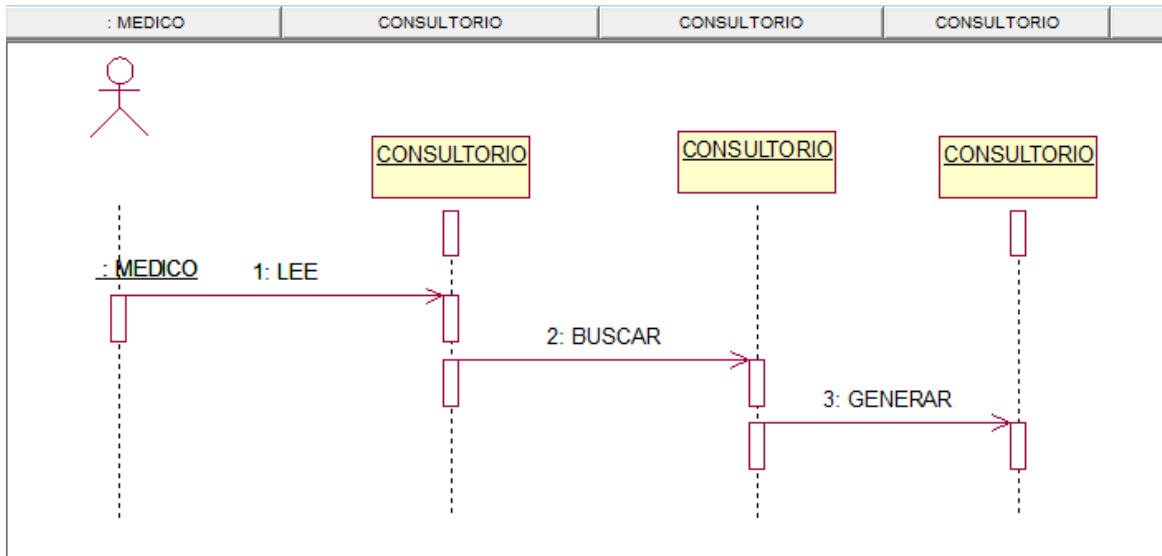 : MEDICO
CONSULTORIO
CONSULTORIO
CONSULTORIO
CONSULTORIO
CONSULTORIO
CONSULTORIO
: MEDICO
1: LEE
2: BUSCAR
3: GENERAR